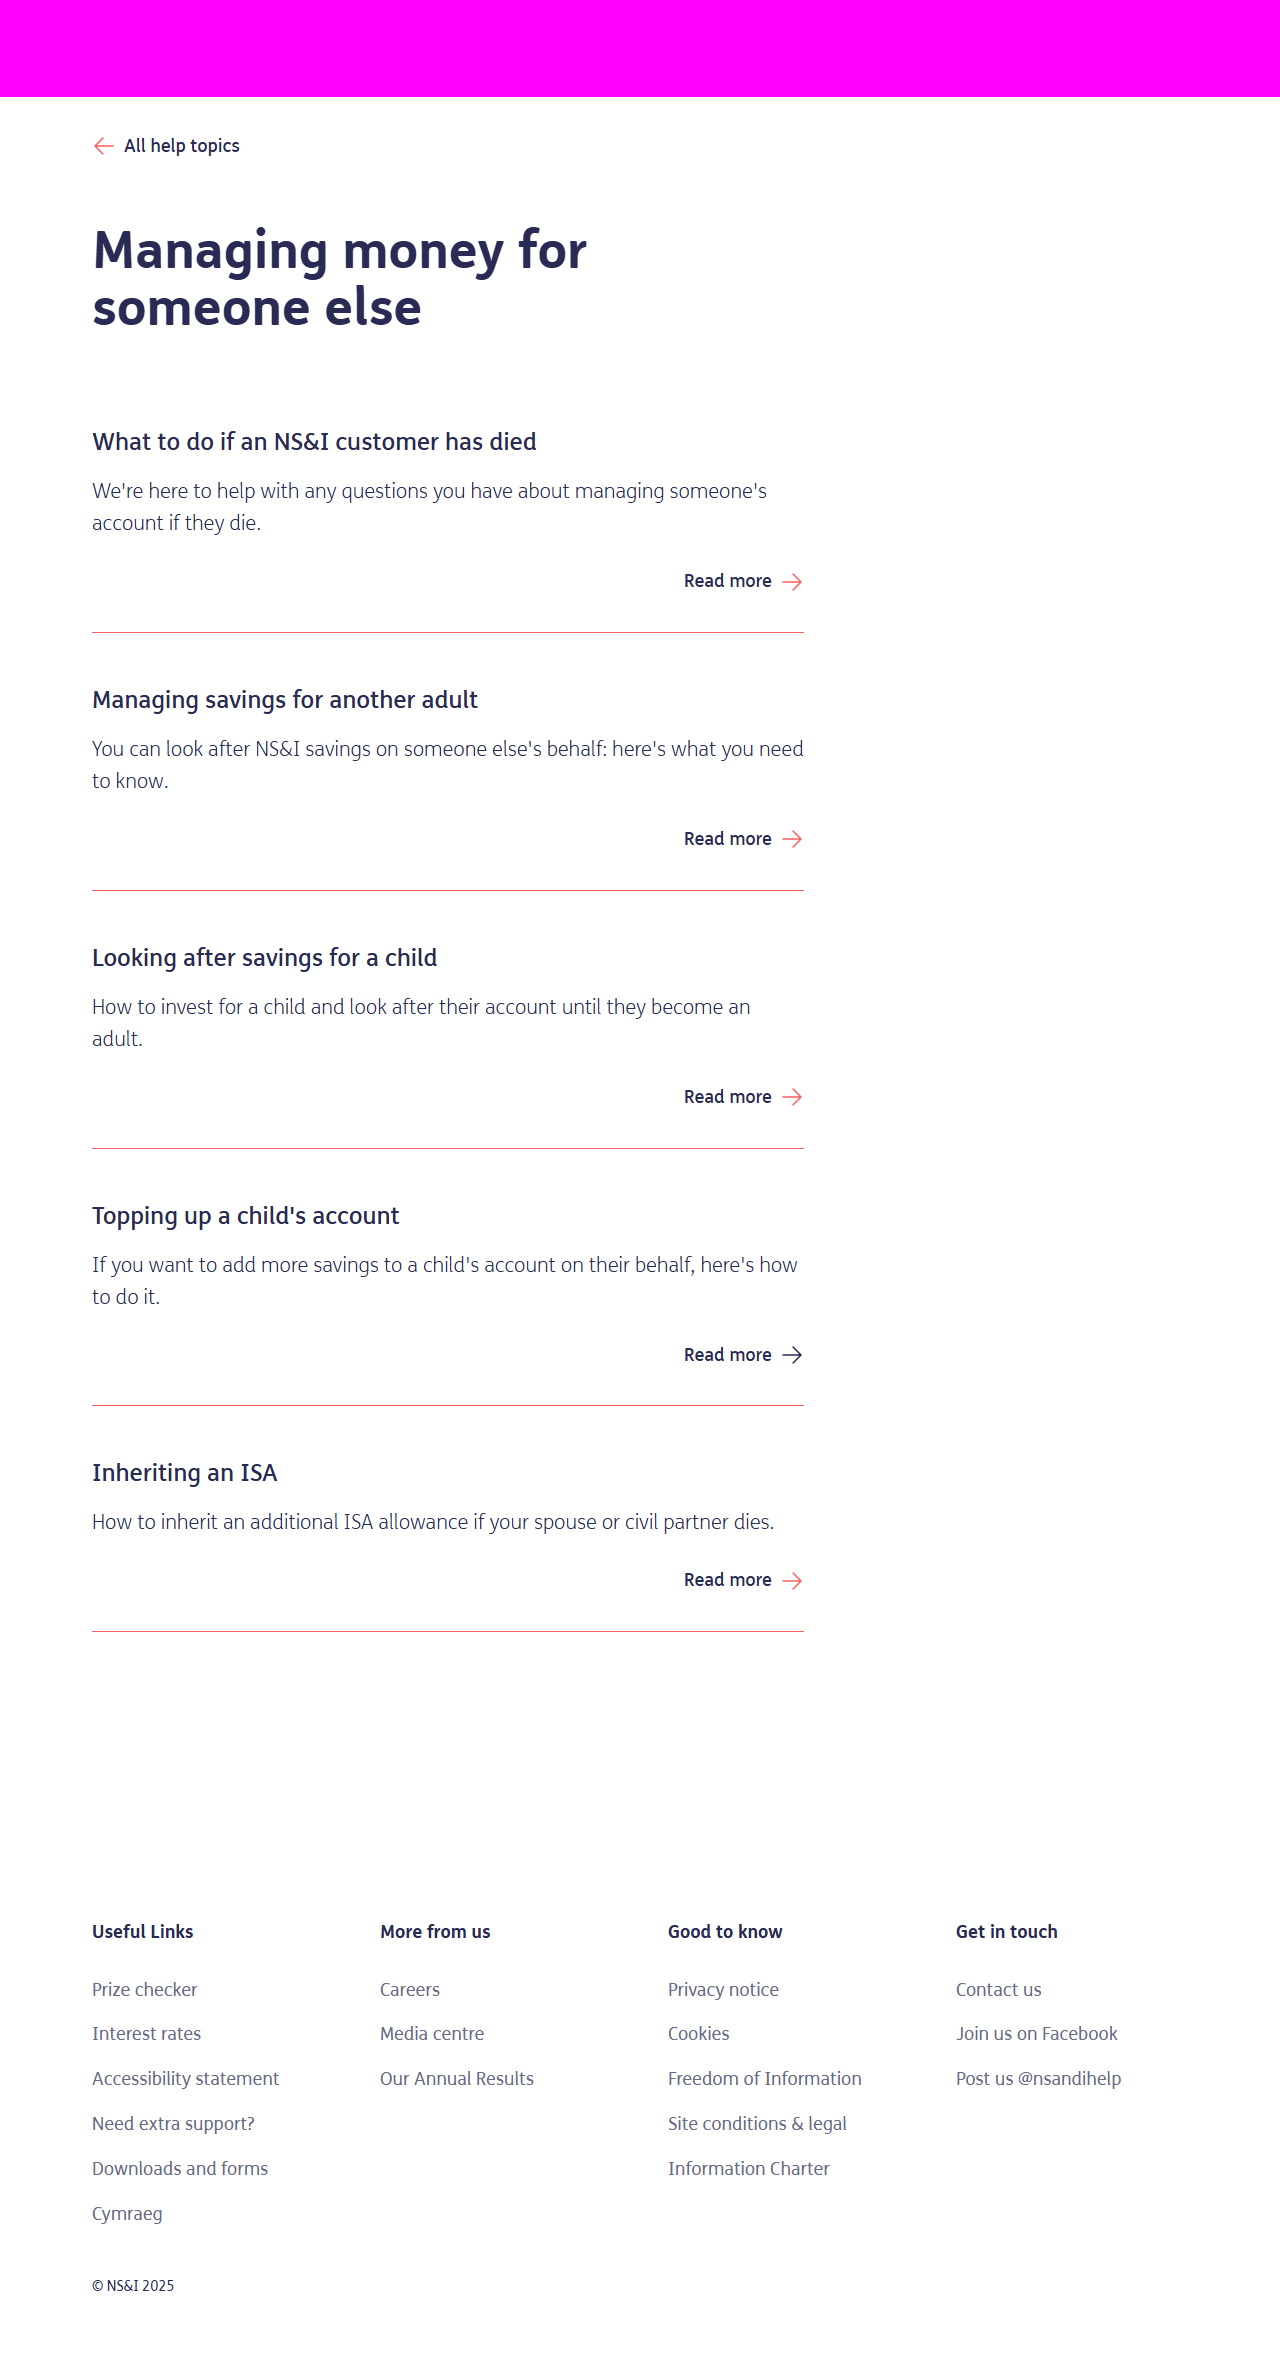 All help topics
Managing money for
someone else
What to do if an NS&I customer has died
We're here to help with any questions you have about managing someone's
account if they die.
Read more
Managing savings for another adult
You can look after NS&I savings on someone else's behalf: here's what you need
to know.
Read more
Looking after savings for a child
How to invest for a child and look after their account until they become an
adult.
Read more
Topping up a child's account
If you want to add more savings to a child's account on their behalf, here's how
to do it.
Read more
Inheriting an ISA
How to inherit an additional ISA allowance if your spouse or civil partner dies.
Read more
Useful Links
Prize checker
Interest rates
Accessibility statement
Need extra support?
Downloads and forms
Cymraeg
More from us
Careers
Media centre
Our Annual Results
Good to know
Privacy notice
Cookies
Freedom of Information
Site conditions & legal
Information Charter
Get in touch
Contact us
Join us on Facebook
Post us @nsandihelp
© NS&I 2025